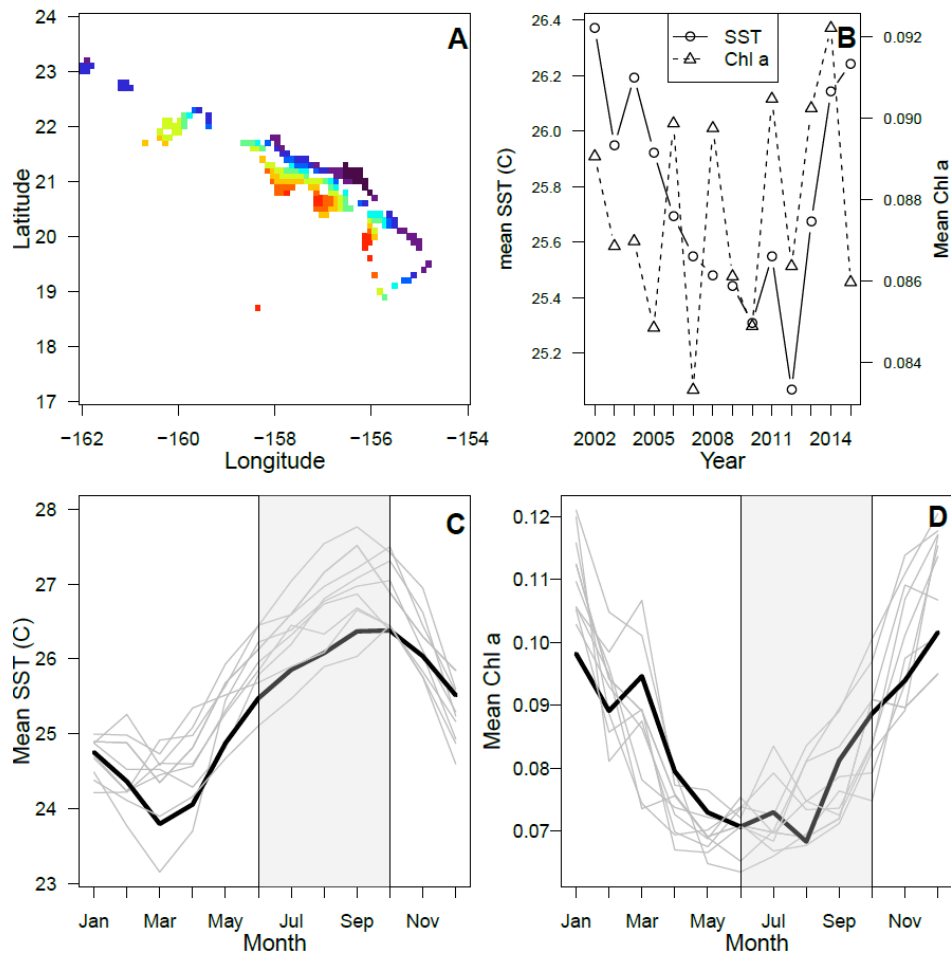 A
24
23
22
21
20
19
18
17
Latitude
−162
−160
−158
−156
−154
Longitude
B
SST
Chl a
26.4
26.2
26.0
25.8
25.6
25.4
25.2
mean SST (C)
0.092
0.090
0.088
0.086
0.084
Mean Chl a
2002
2005
2008
2011
2014
Year
C
28
27
26
25
24
23
Mean SST (C)
Jan
Mar
May
Jul
Sep
Nov
Month
D
0.12
0.11
0.10
0.09
0.08
0.07
Mean Chl a
Jan
Mar
May
Jul
Sep
Nov
Month